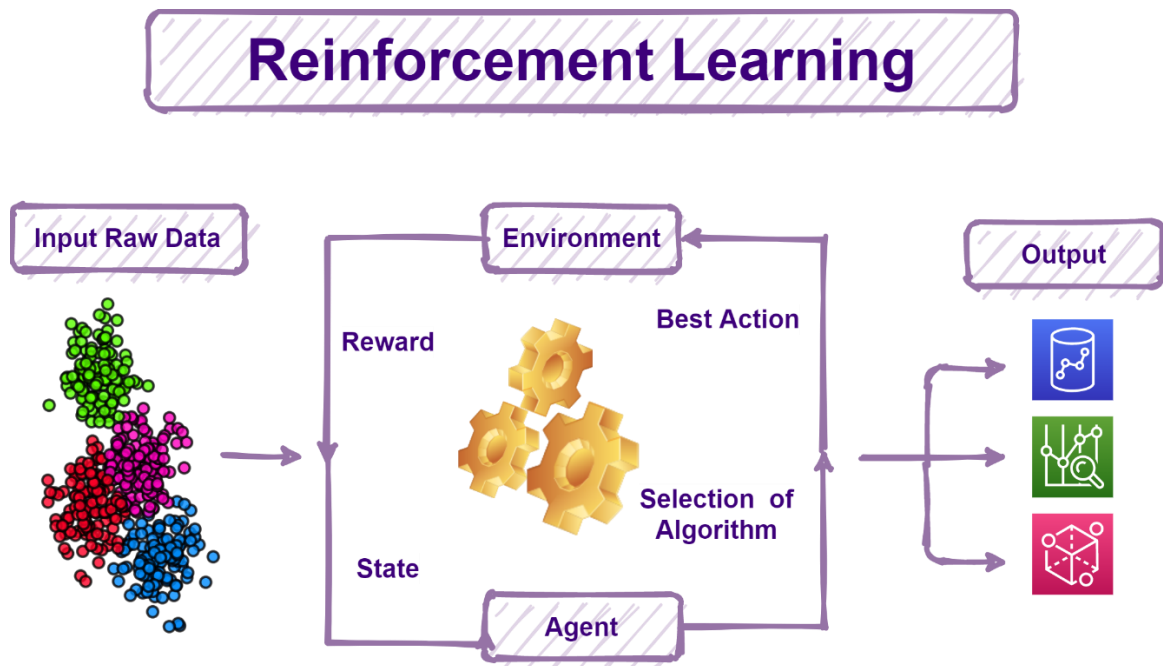 Reinforcement Learning
Input Raw Data
Environment
Output
Reward
Best Action
Selection of
Algorithm
State
Agent